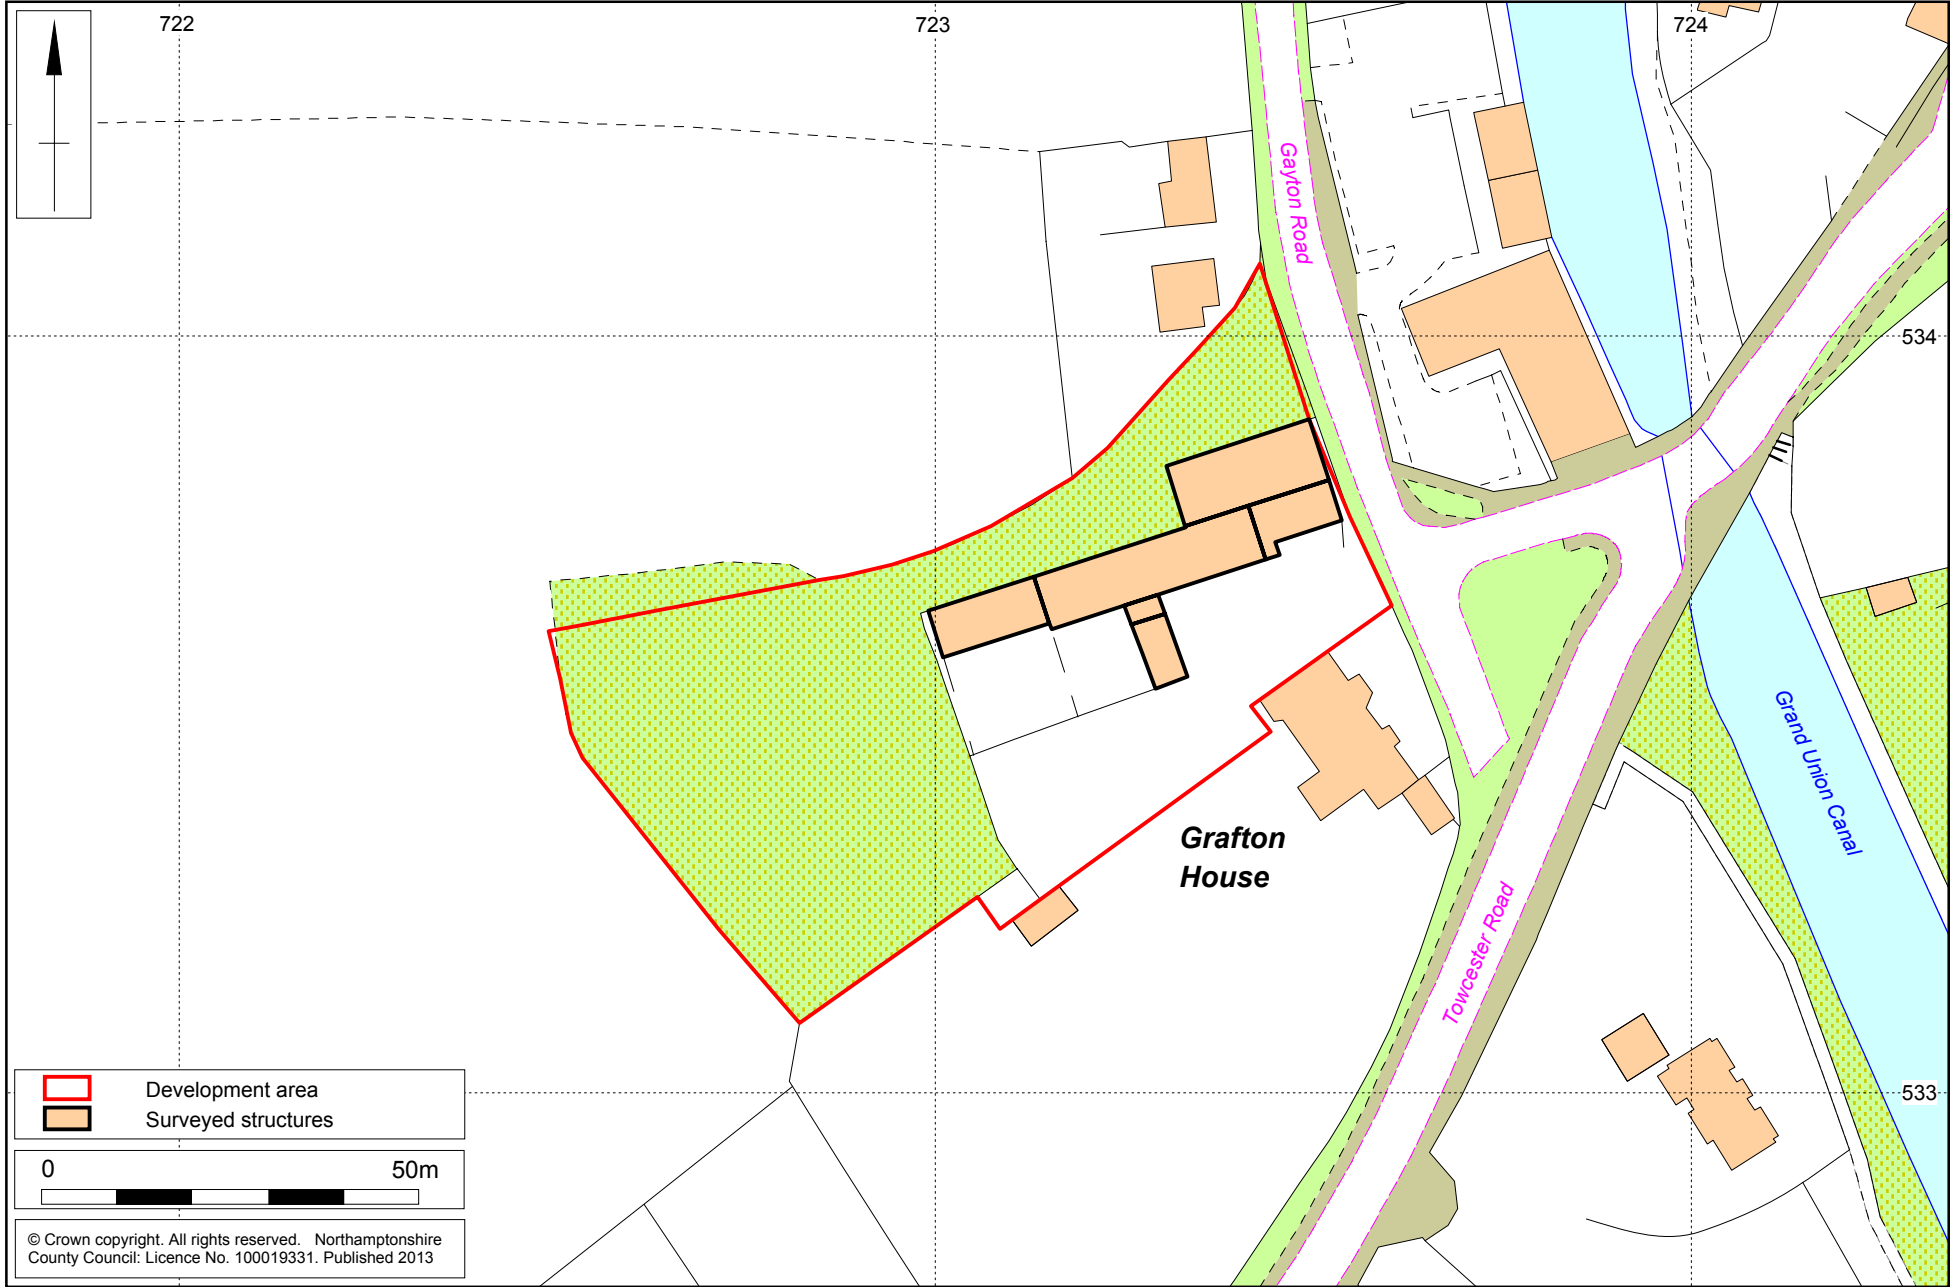 722
723
724
Gayton Road
534
Grand Union Canal
Grafton
House
Towcester Road
533
Development area
Surveyed structures
0
50m
© Crown copyright. All rights reserved. Northamptonshire
County Council: Licence No. 100019331. Published 2013